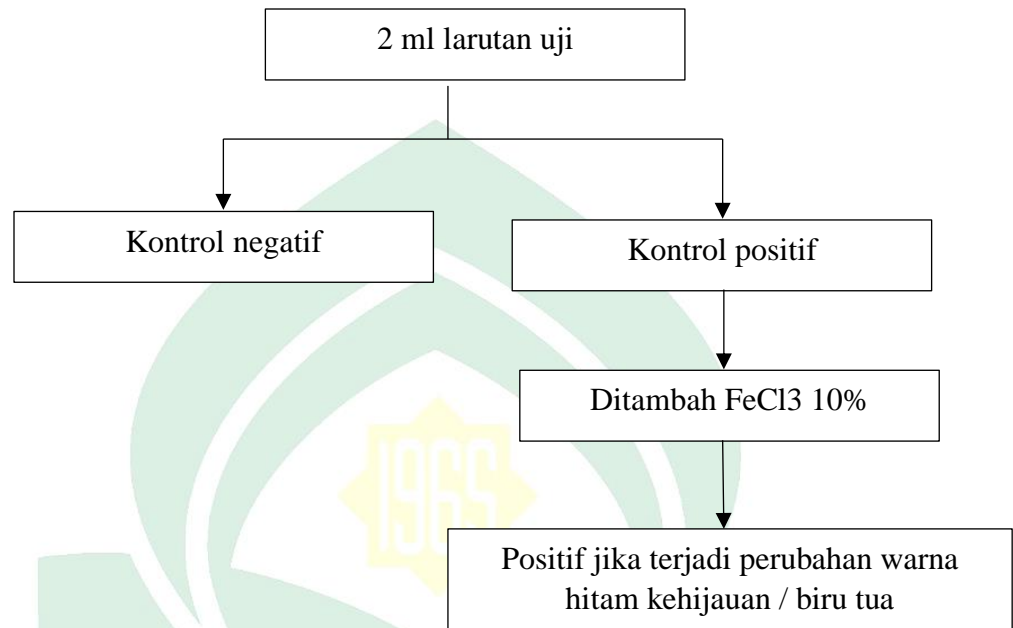 2 ml larutan uji
Kontrol negatif
Kontrol positif
Ditambah FeCl3 10%
1965
Positif jika terjadi perubahan warna
hitam kehijauan / biru tua